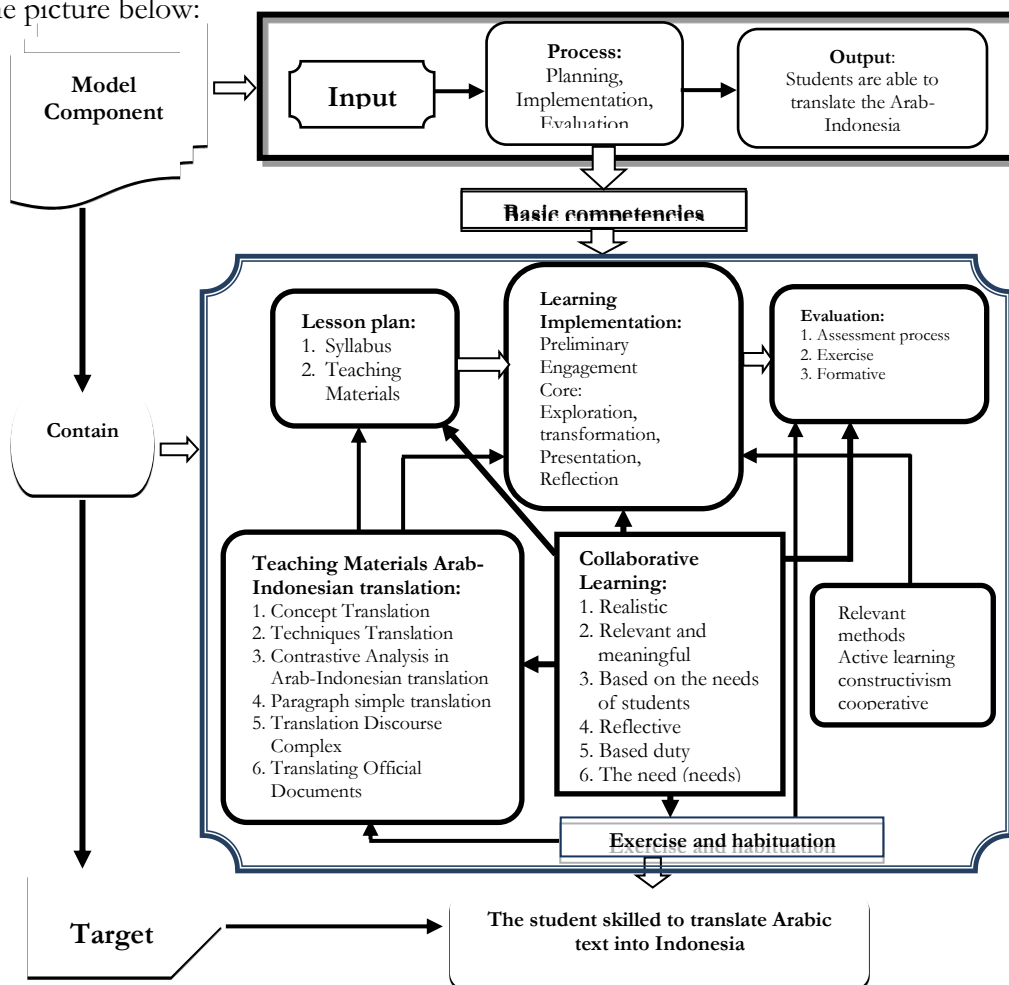 ne picture below:
Model
Component
Input
Process:
Planning,
Implementation,
Evaluation
Output:
Students are able to
translate the Arab-
Indonesia
Basic competencies
Lesson plan:
1. Syllabus
2. Teaching
Materials
Learning
Implementation:
Preliminary
Engagement
Core:
Exploration,
transformation,
Presentation,
Reflection
Evaluation:
1. Assessment process
2. Exercise
3. Formative
Contain
Teaching Materials Arab-
Indonesian translation:
1. Concept Translation
2. Techniques Translation
3. Contrastive Analysis in
Arab-Indonesian translation
4. Paragraph simple translation
5. Translation Discourse
Complex
6. Translating Official
Documents
Collaborative
Learning:
1. Realistic
2. Relevant and
meaningful
3. Based on the needs
of students
4. Reflective
5. Based duty
6. The need (needs)
Relevant
methods
Active learning
constructivism
cooperative
Exercise and habituation
Target
The student skilled to translate Arabic
text into Indonesia